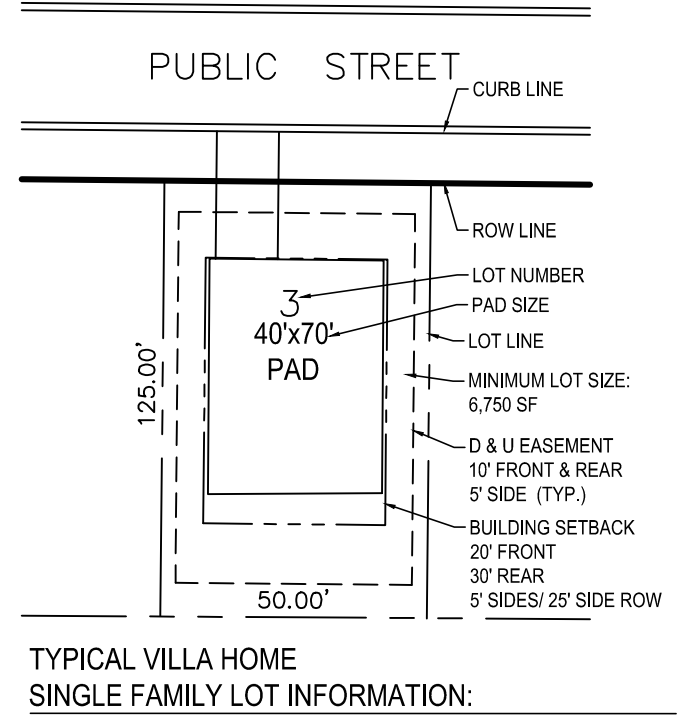 PUBLIC STREET
CURB LINE
ROW LINE
LOT NUMBER
3
PAD SIZE
40'x70'
PAD
LOT LINE
125.00'
MINIMUM LOT SIZE:
6,750 SF
D & U EASEMENT
10' FRONT & REAR
5' SIDE (TYP.)
BUILDING SETBACK
20' FRONT
30' REAR
5' SIDES/ 25' SIDE ROW
50.00'
TYPICAL VILLA HOME
SINGLE FAMILY LOT INFORMATION: